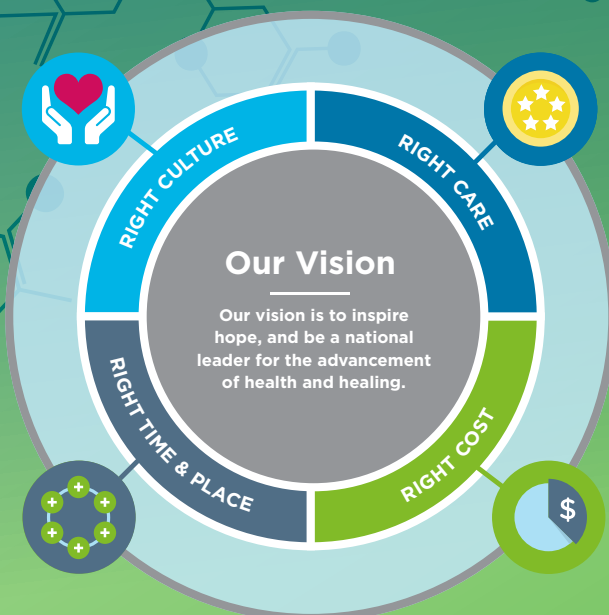 RIGHT CULTURE
RIGHT CARE
Our Vision
Our vision is to inspire
hope, and be a national
leader for the advancement
of health and healing.
RIGHT TIME & PLACE
RIGHT COST
$